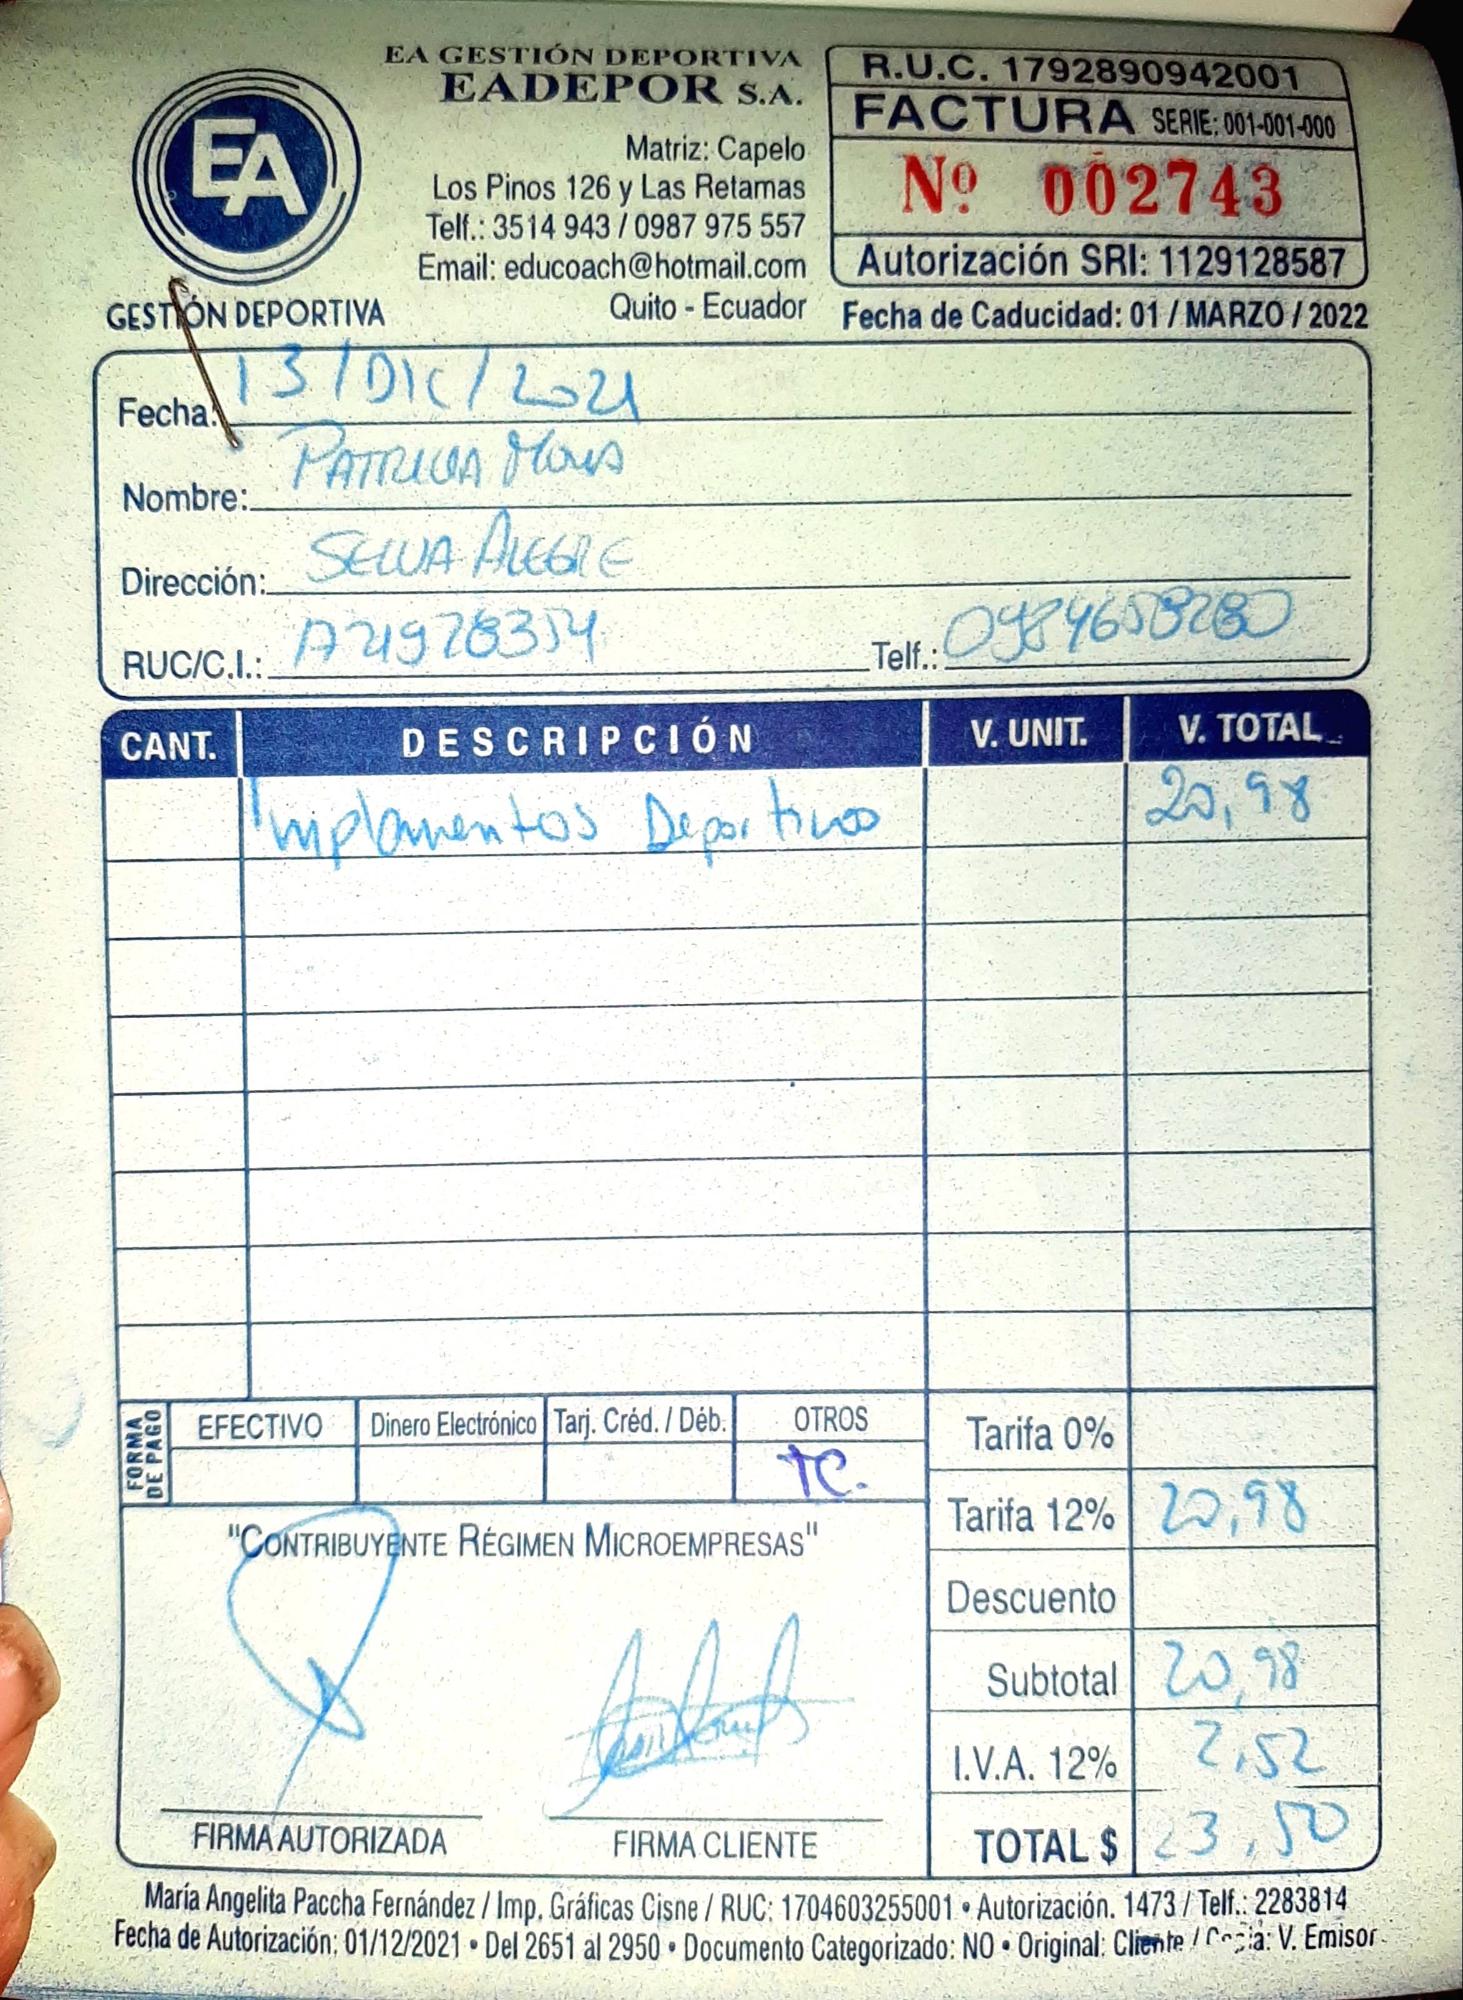 EA GESTIÓN DEPORTIVA
EADEPOR S.A.
EA
GESTIÓN DEPORTIVA
Matriz: Capelo
Los Pinos 126 y Las Retamas
Telf.: 3514 943 / 0987 975 557
Email: educoach@hotmail.com
Quito - Ecuador
R.U.C. 1792890942001
FACTURA SERIE: 001-001-000
Nº 002743
Autorización SRI: 1129128587
Fecha de Caducidad: 01 / MARZO / 2022
Fecha: 13/DIC/2021
Nombre: PATRICIA
Dirección: SELVA ALEGRE
RUC/C.I.:
Telf.:
CANT. DESCRIPCIÓN V. UNIT. V. TOTAL
Implementos Deportivos 20,98
FORMA DE PAGO
EFECTIVO Dinero Electrónico Tarj. Créd. / Déb. OTROS
TC.
Tarifa 0%
Tarifa 12% 20,98
Descuento
Subtotal 20,98
I.V.A. 12% 2,52
TOTAL $ 23,50
"CONTRIBUYENTE RÉGIMEN MICROEMPRESAS"
FIRMA AUTORIZADA FIRMA CLIENTE
María Angelita Paccha Fernández / Imp. Gráficas Cisne / RUC: 1704603255001 • Autorización. 1473 / Telf.: 2283814
Fecha de Autorización: 01/12/2021 • Del 2651 al 2950 • Documento Categorizado: NO • Original: Cliente / Copia: V. Emisor